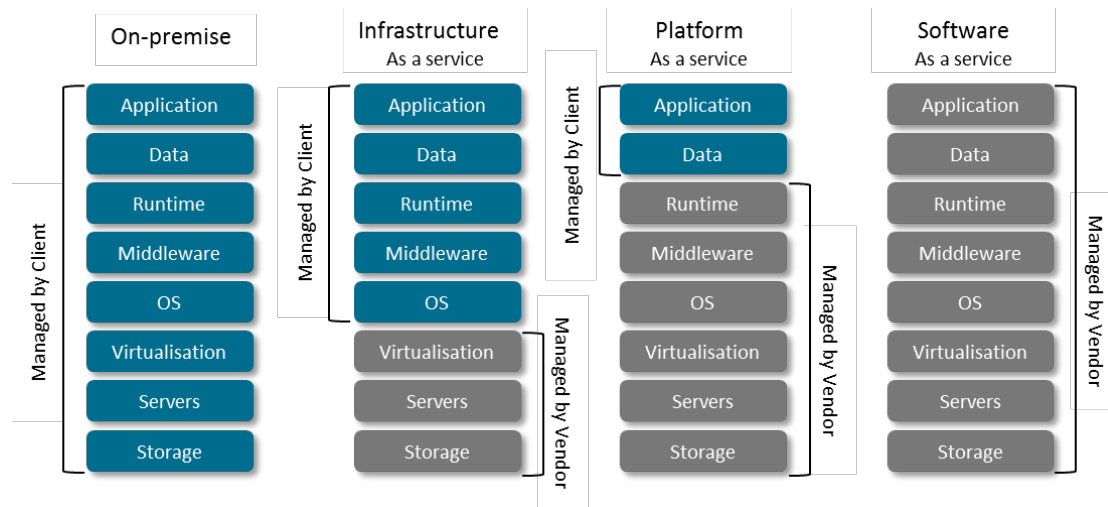 On-premise
Managed by Client
Application
Data
Runtime
Middleware
OS
Virtualisation
Servers
Storage
Infrastructure
As a service
Managed by Client
Application
Data
Runtime
Middleware
OS
Virtualisation
Servers
Storage
Managed by Vendor
Platform
As a service
Managed by Client
Application
Data
Runtime
Middleware
OS
Virtualisation
Servers
Storage
Managed by Vendor
Software
As a service
Application
Data
Runtime
Middleware
OS
Virtualisation
Servers
Storage
Managed by Vendor